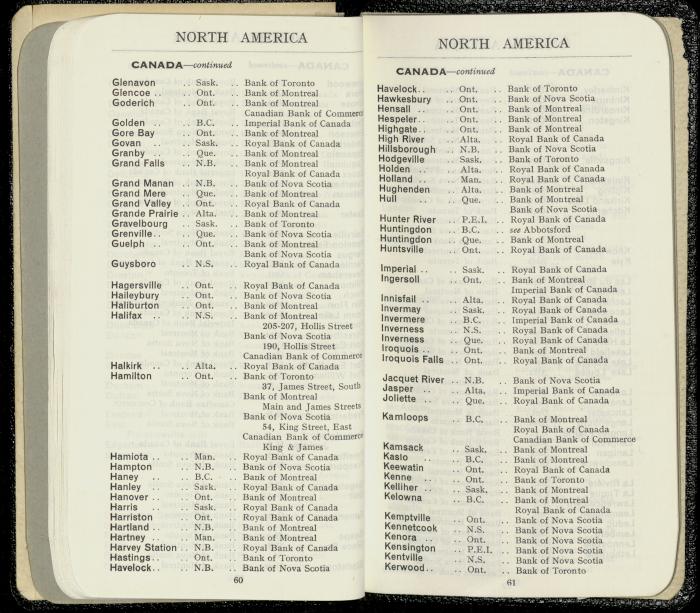 NORTH AMERICA
CANADA—continued
Glenavon .. Sask. .. Bank of Toronto
Glencoe .. .. Ont. .. Bank of Montreal
Goderich .. Ont. .. Bank of Montreal
Canadian Bank of Commerce
Golden .. .. B.C. .. Imperial Bank of Canada
Gore Bay .. Ont. .. Bank of Montreal
Govan .. .. Sask. .. Royal Bank of Canada
Granby .. .. Que. .. Bank of Montreal
Grand Falls .. N.B. .. Bank of Montreal
Royal Bank of Canada
Grand Manan .. N.B. .. Bank of Nova Scotia
Grand Mere .. Que. .. Bank of Montreal
Grand Valley .. Ont. .. Royal Bank of Canada
Grande Prairie .. Alta. .. Bank of Montreal
Gravelbourg .. Sask. .. Bank of Toronto
Grenville.. .. Que. .. Bank of Nova Scotia
Guelph .. .. Ont. .. Bank of Montreal
Bank of Nova Scotia
Guysboro .. N.S. .. Royal Bank of Canada
Hagersville .. Ont. .. Royal Bank of Canada
Haileybury .. Ont. .. Bank of Nova Scotia
Haliburton .. Ont. .. Bank of Montreal
Halifax .. .. N.S. .. Bank of Montreal
205-207, Hollis Street
Bank of Nova Scotia
190, Hollis Street
Canadian Bank of Commerce
Halkirk .. .. Alta. .. Royal Bank of Canada
Hamilton .. Ont. .. Bank of Toronto
37, James Street, South
Bank of Montreal
Main and James Streets
Bank of Nova Scotia
54, King Street, East
Canadian Bank of Commerce
King & James
Hamiota .. .. Man. .. Royal Bank of Canada
Hampton .. N.B. .. Bank of Nova Scotia
Haney .. .. B.C. .. Bank of Montreal
Hanley .. .. Sask. .. Royal Bank of Canada
Hanover .. .. Ont. .. Bank of Montreal
Harris .. .. Sask. .. Royal Bank of Canada
Harriston .. Ont. .. Royal Bank of Canada
Hartland .. .. N.B. .. Bank of Montreal
Hartney .. .. Man. .. Bank of Montreal
Harvey Station .. N.B. .. Royal Bank of Canada
Hastings.. .. Ont. .. Bank of Toronto
Havelock.. .. N.B. .. Bank of Nova Scotia
60
NORTH AMERICA
CANADA—continued
Havelock.. .. Ont. .. Bank of Toronto
Hawkesbury .. Ont. .. Bank of Nova Scotia
Hensall .. .. Ont. .. Bank of Montreal
Hespeler.. .. Ont. .. Bank of Montreal
Highgate.. .. Ont. .. Bank of Montreal
High River .. Alta. .. Royal Bank of Canada
Hillsborough .. N.B. .. Bank of Nova Scotia
Hodgeville .. Sask. .. Bank of Toronto
Holden .. .. Alta. .. Royal Bank of Canada
Holland .. .. Man. .. Royal Bank of Canada
Hughenden .. Alta. .. Bank of Montreal
Hull .. .. Que. .. Bank of Montreal
Bank of Nova Scotia
Hunter River .. P.E.I. .. Royal Bank of Canada
Huntingdon .. B.C. .. see Abbotsford
Huntingdon .. Que. .. Bank of Montreal
Huntsville .. Ont. .. Royal Bank of Canada
Imperial .. .. Sask. .. Royal Bank of Canada
Ingersoll .. Ont. .. Bank of Montreal
Imperial Bank of Canada
Innisfail .. .. Alta. .. Royal Bank of Canada
Invermay .. Sask. .. Royal Bank of Canada
Invermere .. B.C. .. Imperial Bank of Canada
Inverness .. N.S. .. Royal Bank of Canada
Inverness .. Que. .. Royal Bank of Canada
Iroquois .. .. Ont. .. Bank of Montreal
Iroquois Falls .. Ont. .. Royal Bank of Canada
Jacquet River .. N.B. .. Bank of Nova Scotia
Jasper .. .. Alta. .. Imperial Bank of Canada
Joliette .. .. Que. .. Royal Bank of Canada
Kamloops .. B.C. .. Bank of Montreal
Royal Bank of Canada
Canadian Bank of Commerce
Kamsack .. Sask. .. Bank of Montreal
Kaslo .. .. B.C. .. Bank of Montreal
Keewatin .. Ont. .. Royal Bank of Canada
Kenne .. .. Ont. .. Bank of Toronto
Kelliher .. .. Sask. .. Bank of Montreal
Kelowna .. B.C. .. Bank of Montreal
Royal Bank of Canada
Kemptville .. Ont. .. Bank of Nova Scotia
Kennetcook .. N.S. .. Bank of Nova Scotia
Kenora .. .. Ont. .. Bank of Nova Scotia
Kensington .. P.E.I. .. Bank of Nova Scotia
Kentville .. N.S. .. Bank of Nova Scotia
Kerwood.. .. Ont. .. Bank of Toronto
61